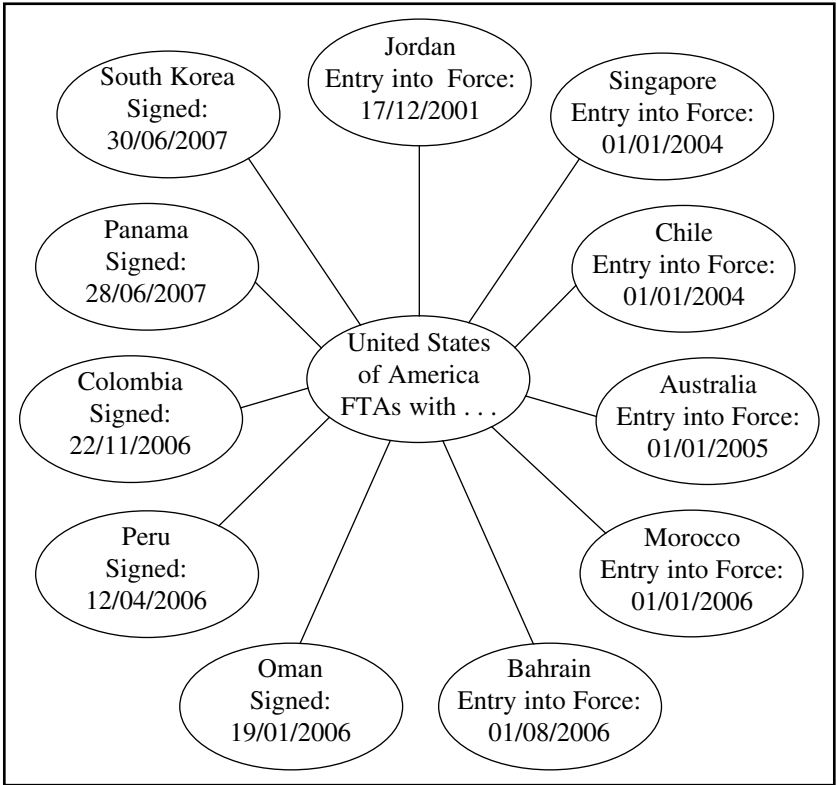 Jordan
Entry into Force:
17/12/2001
South Korea
Signed:
30/06/2007
Singapore
Entry into Force:
01/01/2004
Panama
Signed:
28/06/2007
Chile
Entry into Force:
01/01/2004
United States
of America
FTAs with . . .
Colombia
Signed:
22/11/2006
Australia
Entry into Force:
01/01/2005
Peru
Signed:
12/04/2006
Morocco
Entry into Force:
01/01/2006
Oman
Signed:
19/01/2006
Bahrain
Entry into Force:
01/08/2006